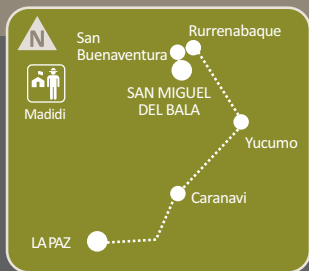 N
San
Buenaventura
Rurrenabaque
Madidi
SAN MIGUEL
DEL BALA
Yucumo
Caranavi
LA PAZ